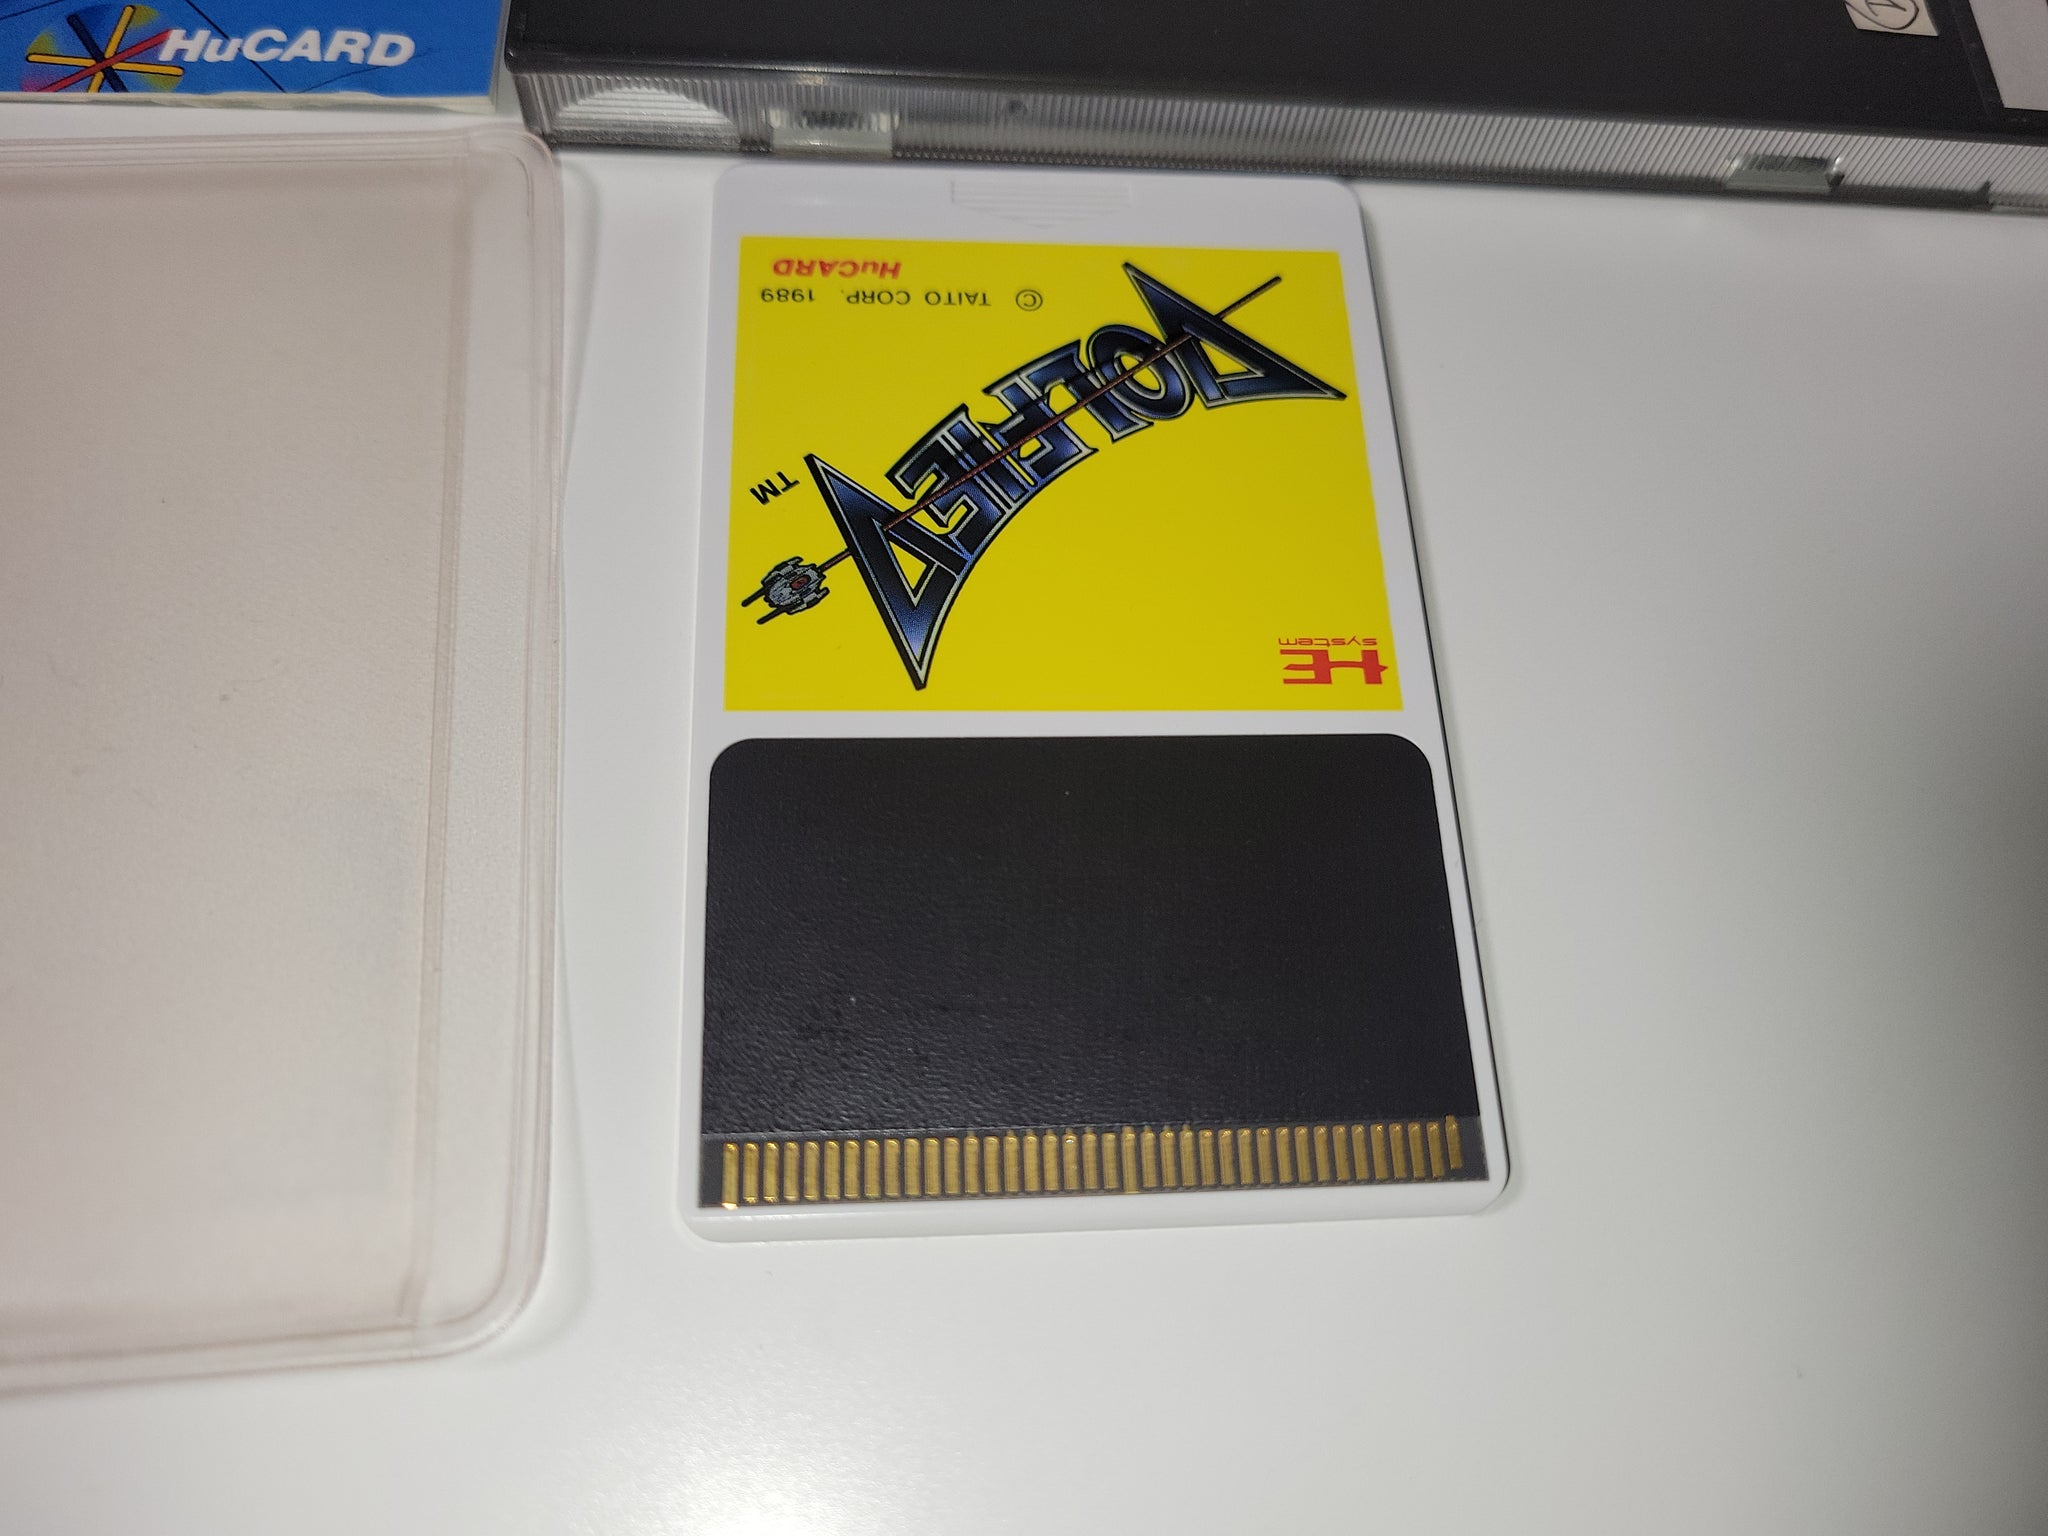 HuCARD
HE
system
VOLFIED
TM
© TAITO CORP. 1989
HuCARD